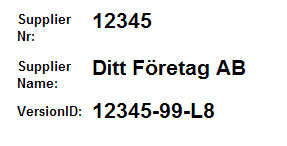 Supplier Nr: 12345
Supplier Name: Ditt Företag AB
VersionID: 12345-99-L8